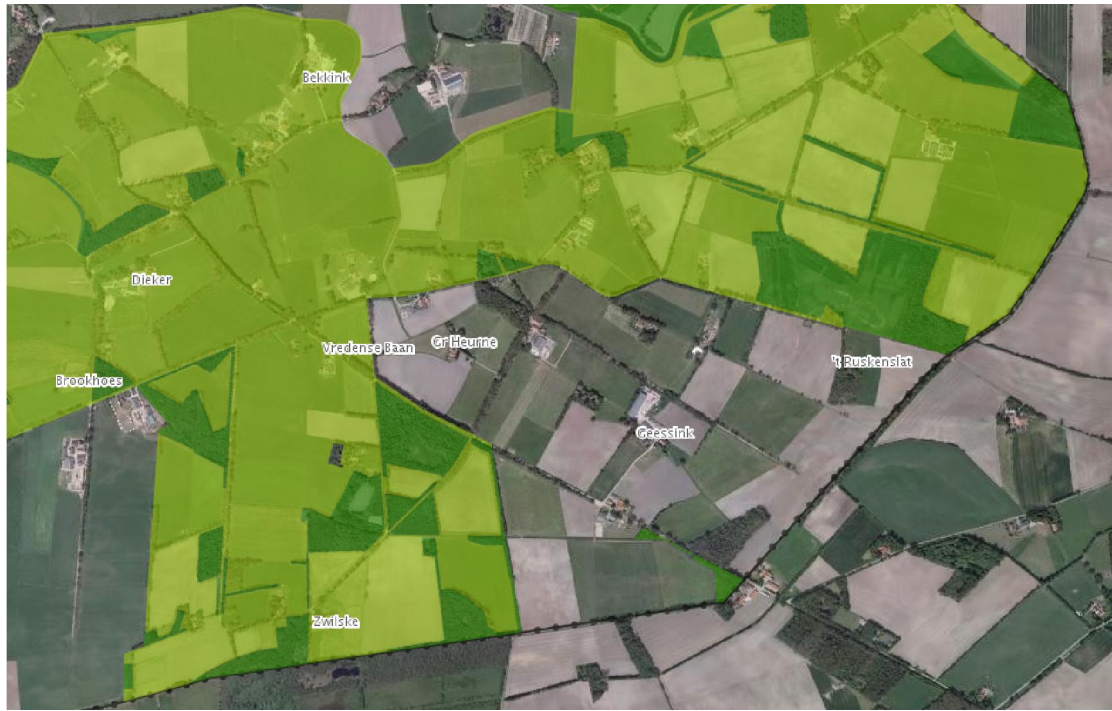 Bekkink
Dieker
Vredense Baan
Gr Heurne
't Ruskenslat
Brookhoes
Geessink
Zwilske